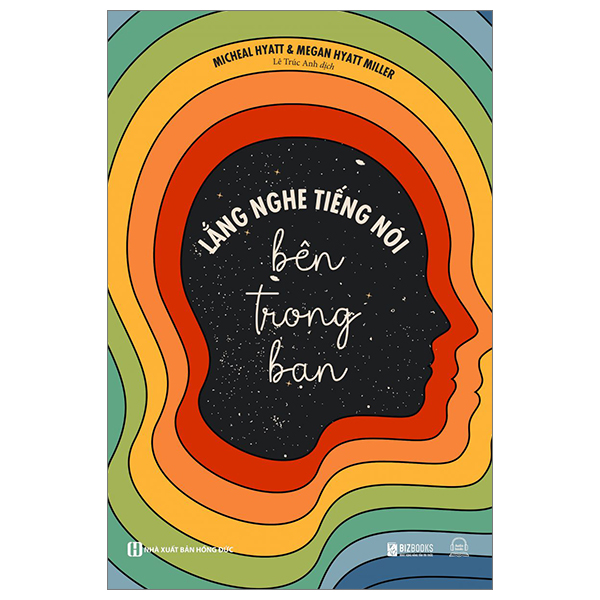 MICHEAL HYATT & MEGAN HYATT MILLER
Lê Trúc Anh dịch
LẮNG NGHE TIẾNG NÓI
bên
trong
bạn
NHÀ XUẤT BẢN HỒNG ĐỨC
BIZBOOKS